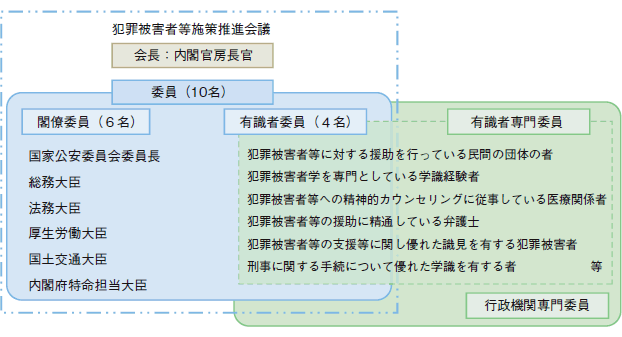 犯罪被害者等施策推進会議
会長：内閣官房長官
委員（10名）
閣僚委員（６名）
有識者委員（４名）
有識者専門委員
国家公安委員会委員長
総務大臣
法務大臣
厚生労働大臣
国土交通大臣
内閣府特命担当大臣
犯罪被害者等に対する援助を行っている民間の団体の者
犯罪被害者学を専門としている学識経験者
犯罪被害者等への精神的カウンセリングに従事している医療関係者
犯罪被害者等の援助に精通している弁護士
犯罪被害者等の支援等に関し優れた識見を有する犯罪被害者
刑事に関する手続について優れた学識を有する者　等
行政機関専門委員